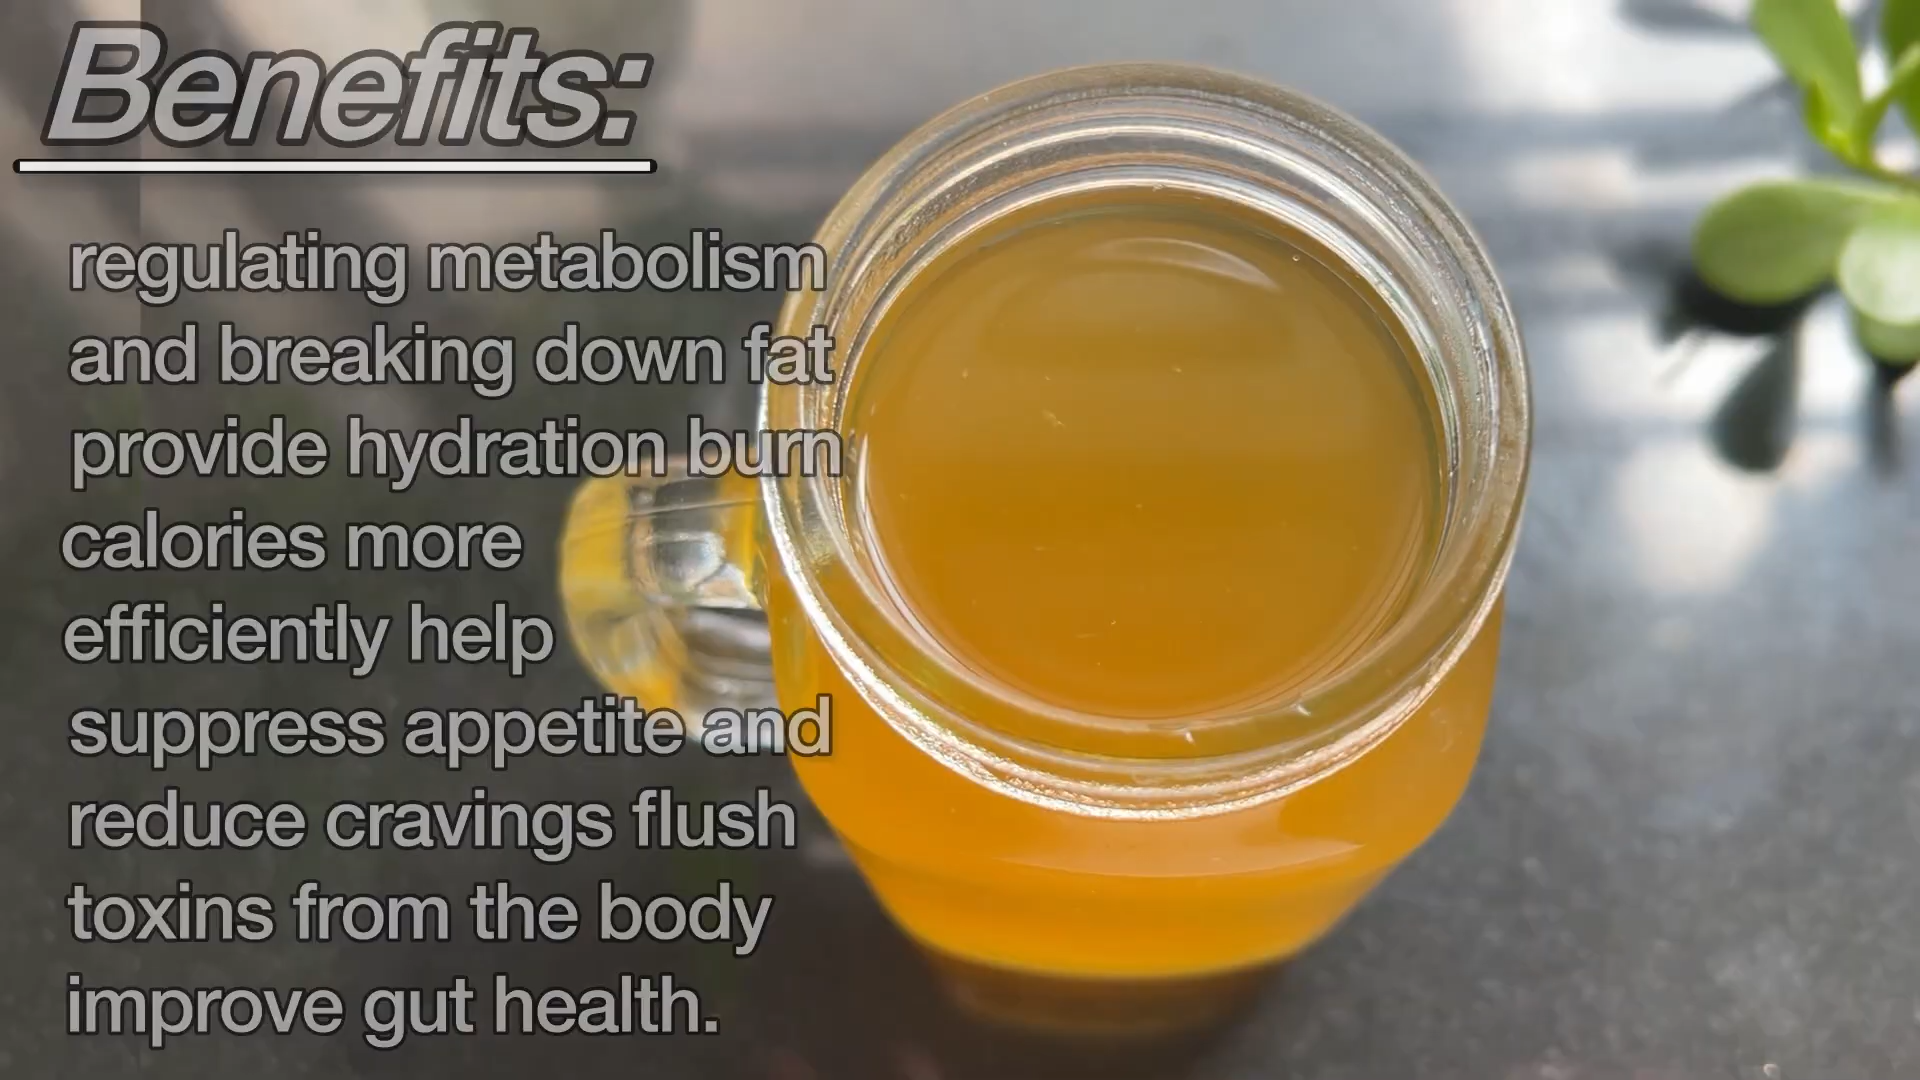 Benefits:
regulating metabolism
and breaking down fat
provide hydration burn
calories more
efficiently help
suppress appetite and
reduce cravings flush
toxins from the body
improve gut health.